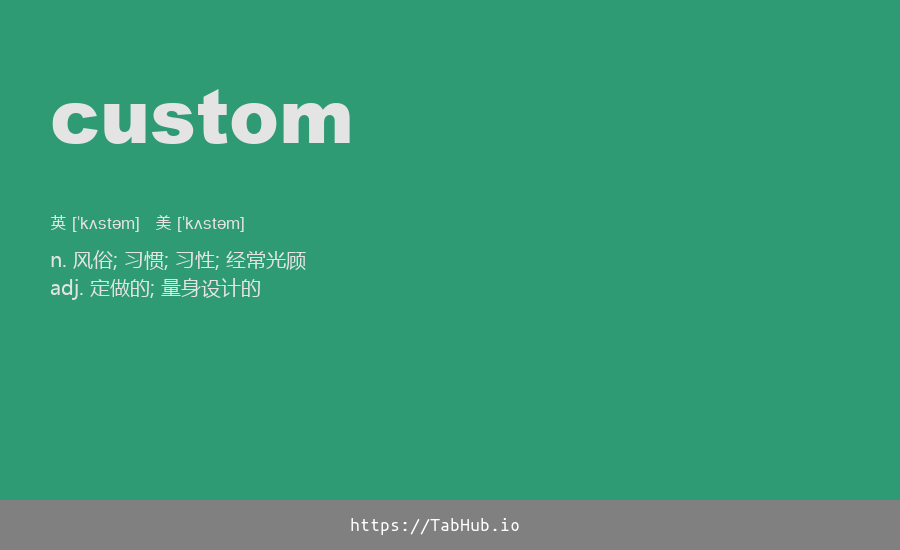 custom
英 [ˈkʌstəm] 美 [ˈkʌstəm]
n. 风俗; 习惯; 习性; 经常光顾
adj. 定做的; 量身设计的
https://TabHub.io